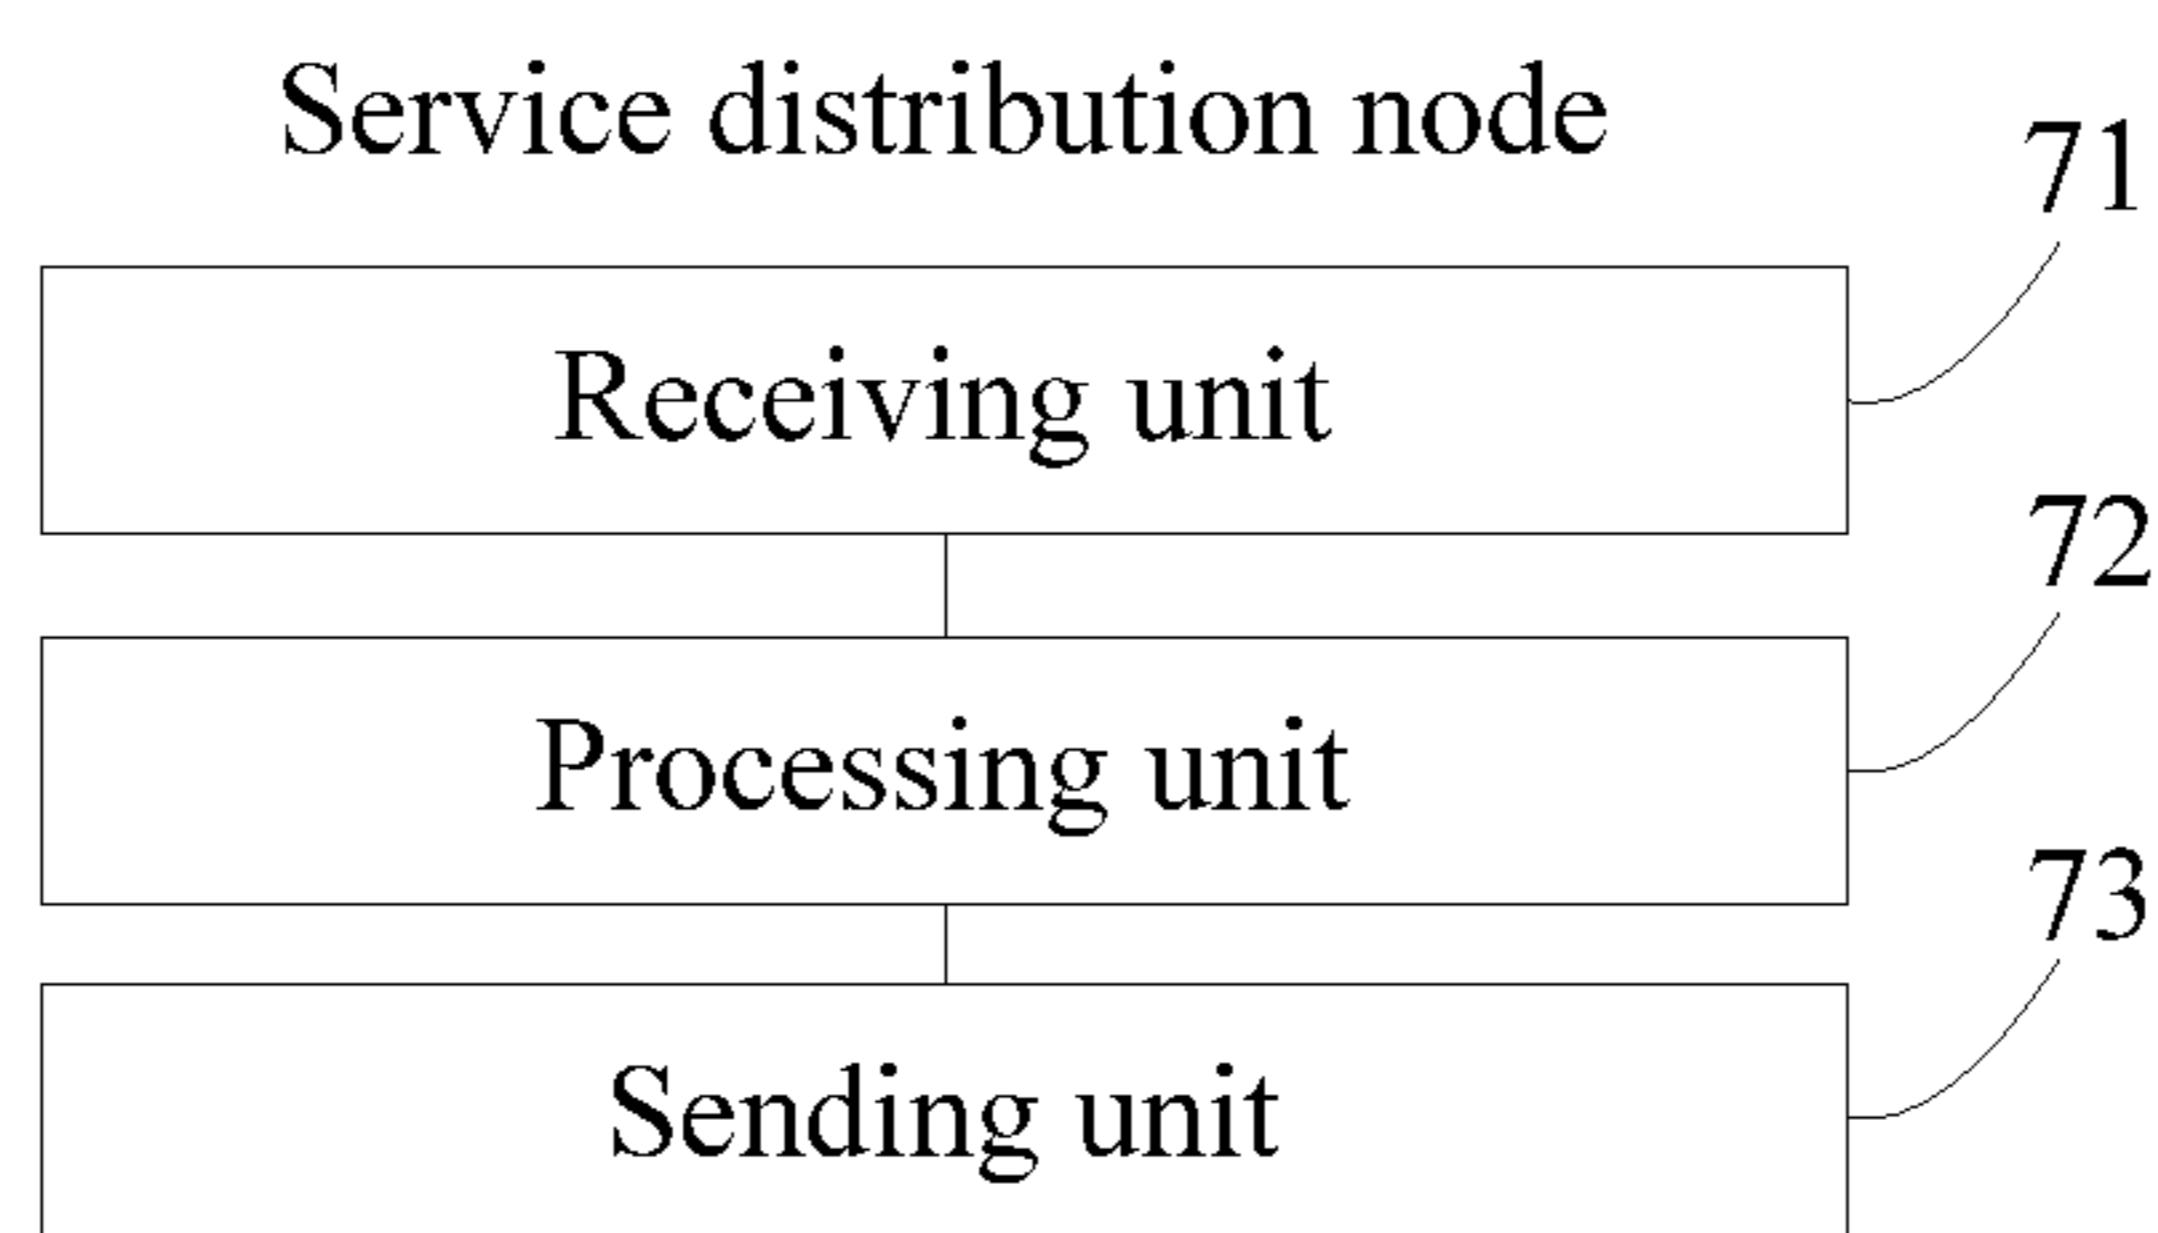 Service distribution node
71
Receiving unit
72
Processing unit
73
Sending unit